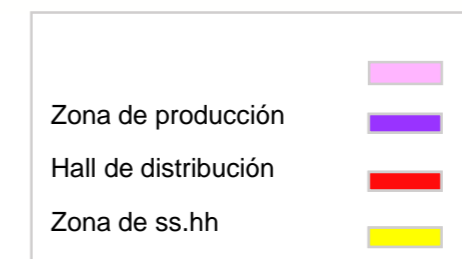 Zona de producción
Hall de distribución
Zona de ss.hh